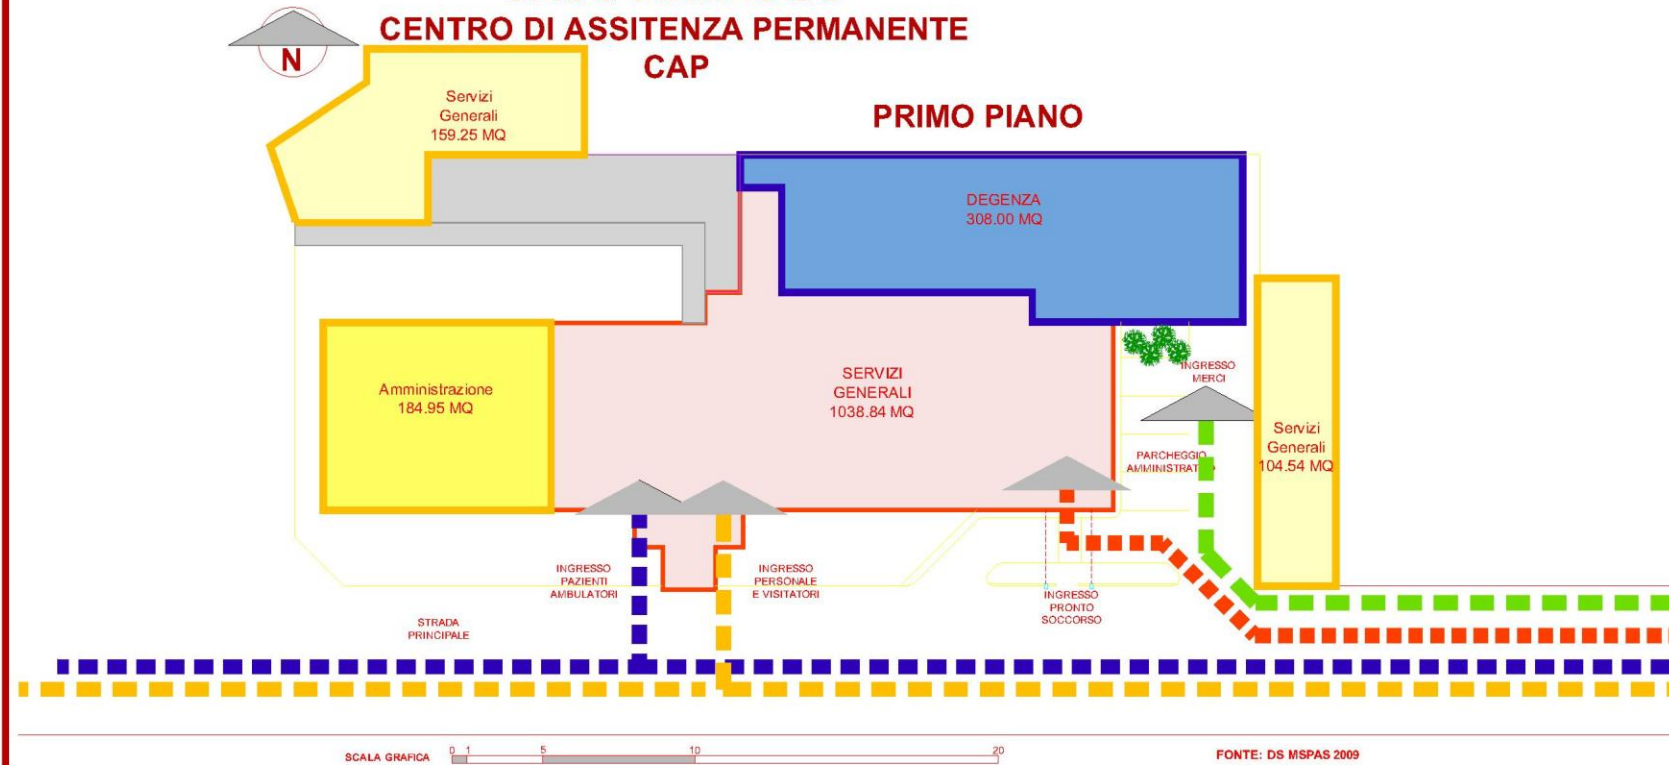 CENTRO DI ASSITENZA PERMANENTE
CAP
N
PRIMO PIANO
Servizi
Generali
159.25 MQ
DEGENZA
308.00 MQ
Amministrazione
184.95 MQ
SERVIZI
GENERALI
1038.84 MQ
INGRESSO
MERCI
PARCHEGGIO
Servizi
Generali
104.54 MQ
INGRESSO
PAZIENTI
AMBULATORI
INGRESSO
PERSONALE
E VISITATORI
INGRESSO
PRONTO
SOCCORSO
STRADA
PRINCIPALE
SCALA GRAFICA
0 1 5 10 20
FONTE: DS MSPAS 2009